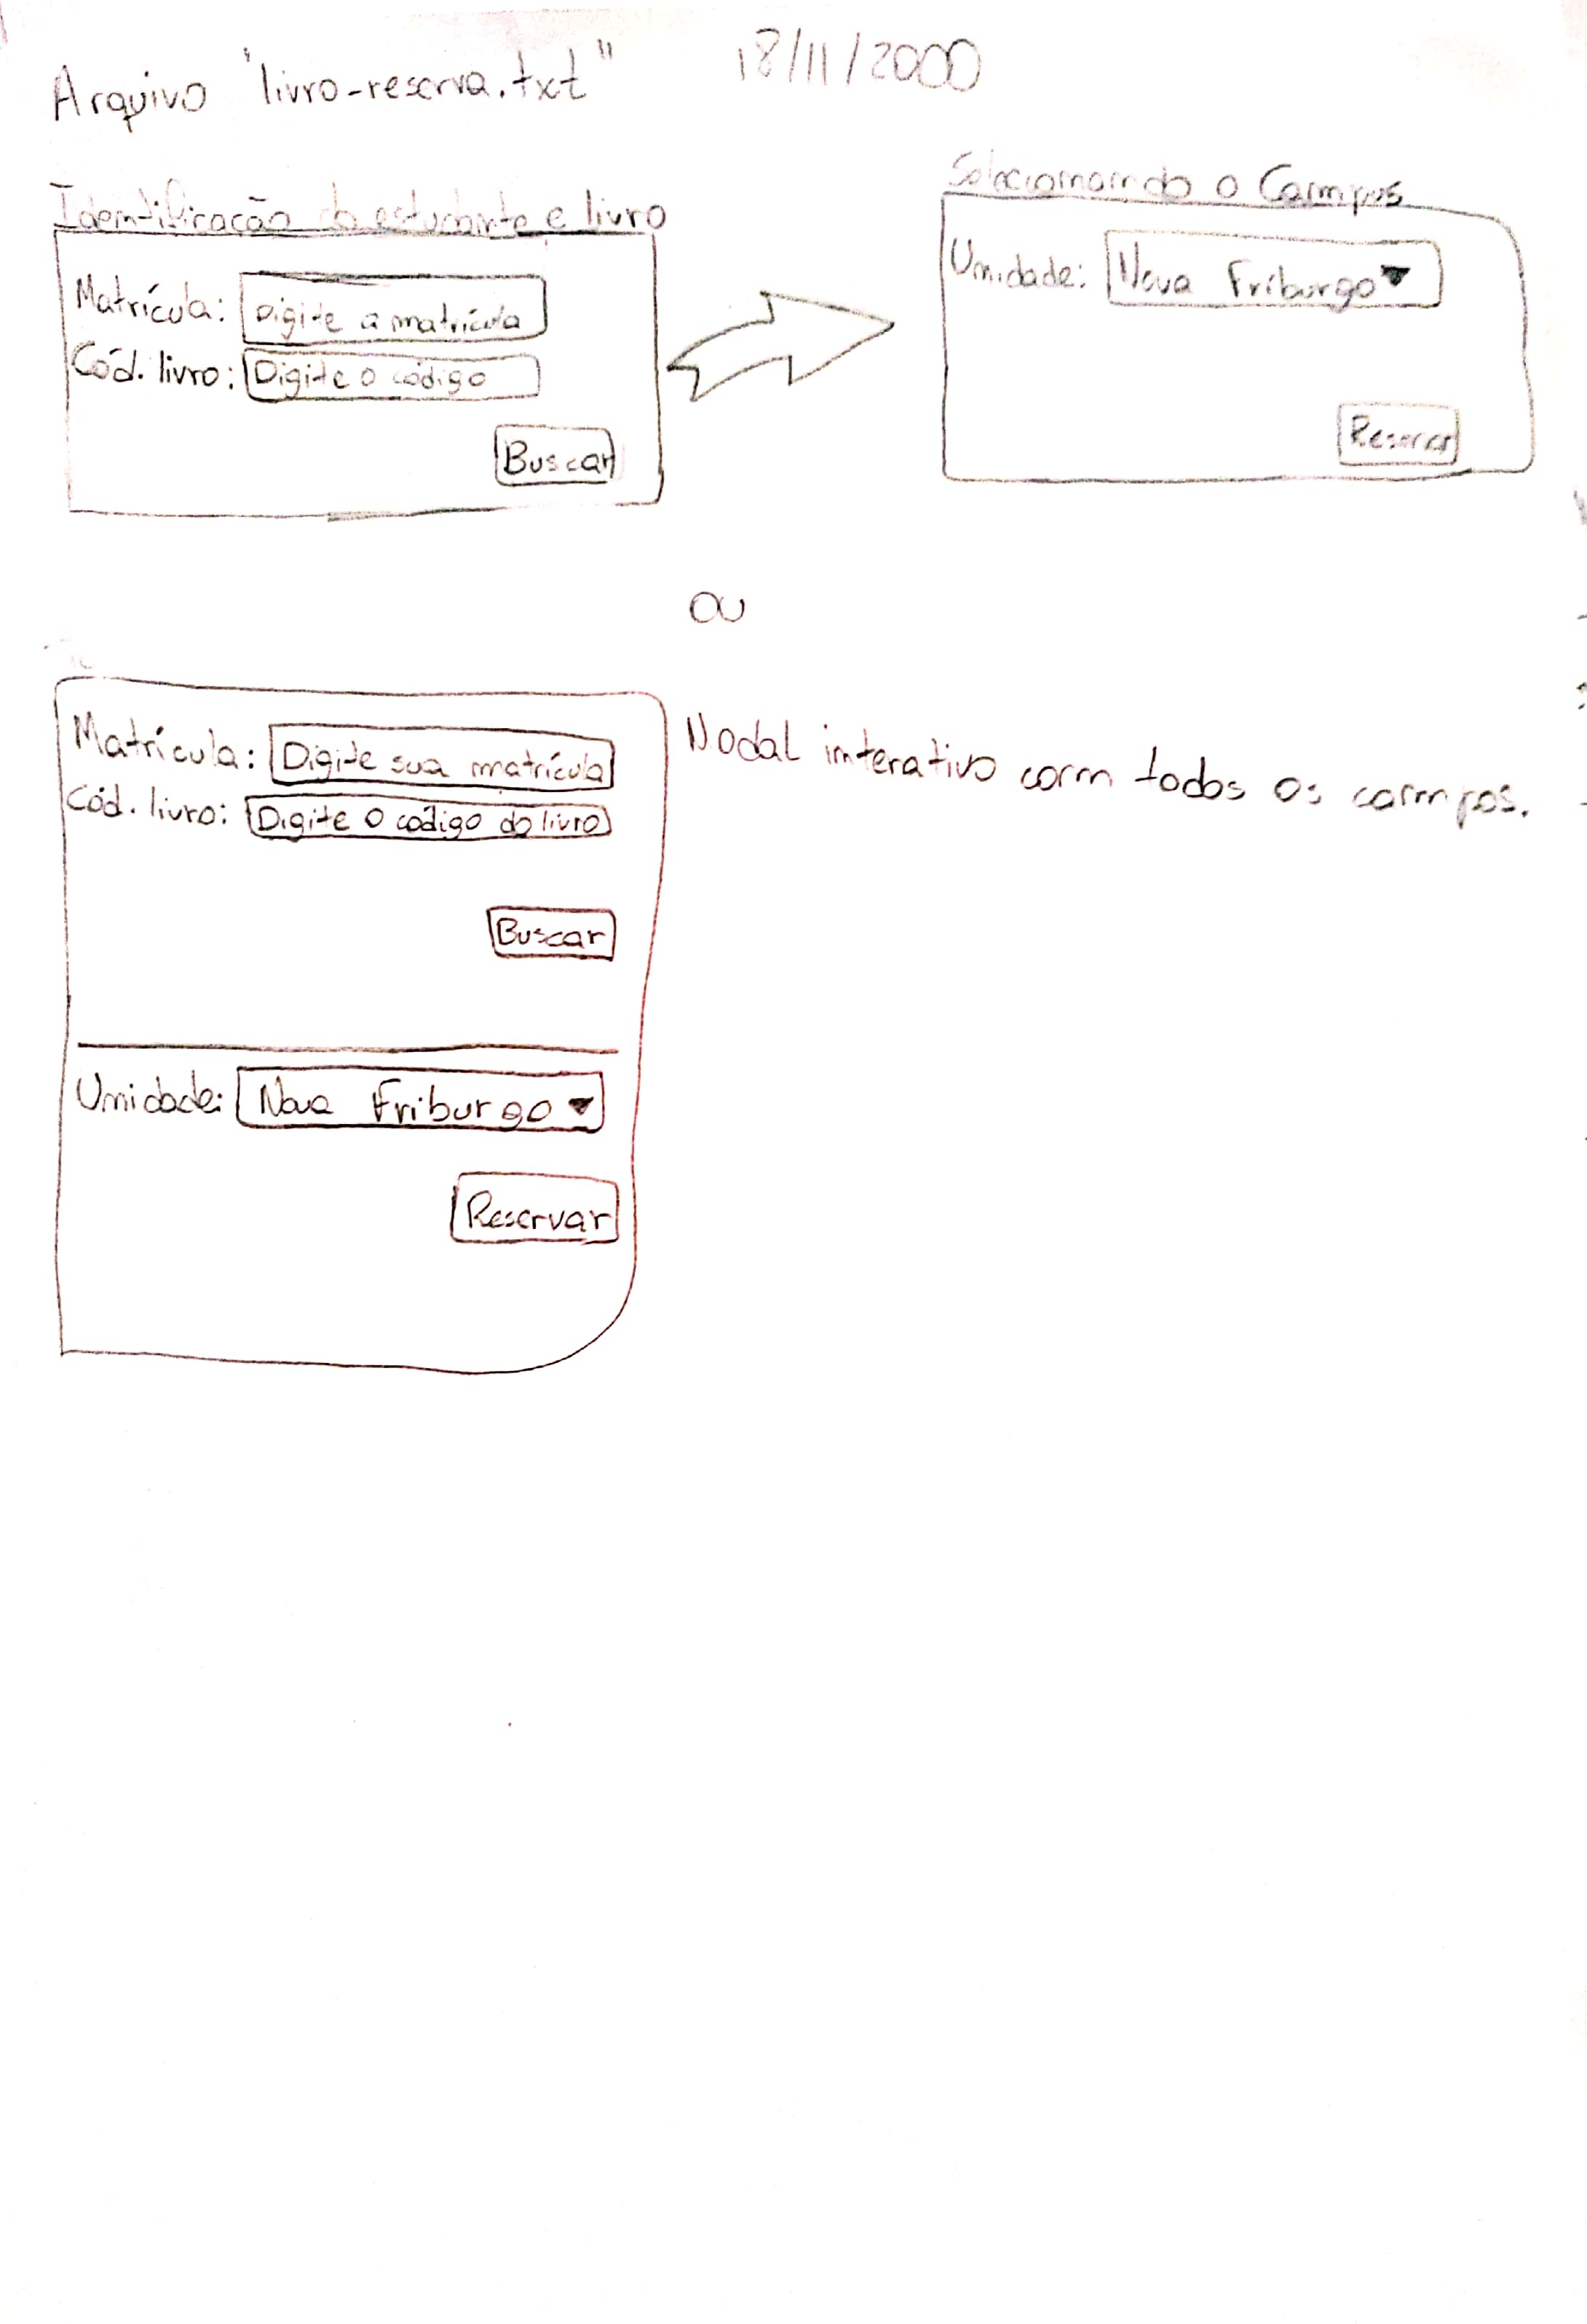 Arquivo "livro-reserva.txt" 18/11/2000
Identificação do estudante e livro
Matrícula: Digite a matrícula
Cód. livro: Digite o código
Buscar
Selecionando o Campus
Unidade: Nova Friburgo
Reservar
ou
Matrícula: Digite sua matrícula
Cód. livro: Digite o código do livro
Buscar
Unidade: Nova Friburgo
Reservar
Modal interativo com todos os campos.